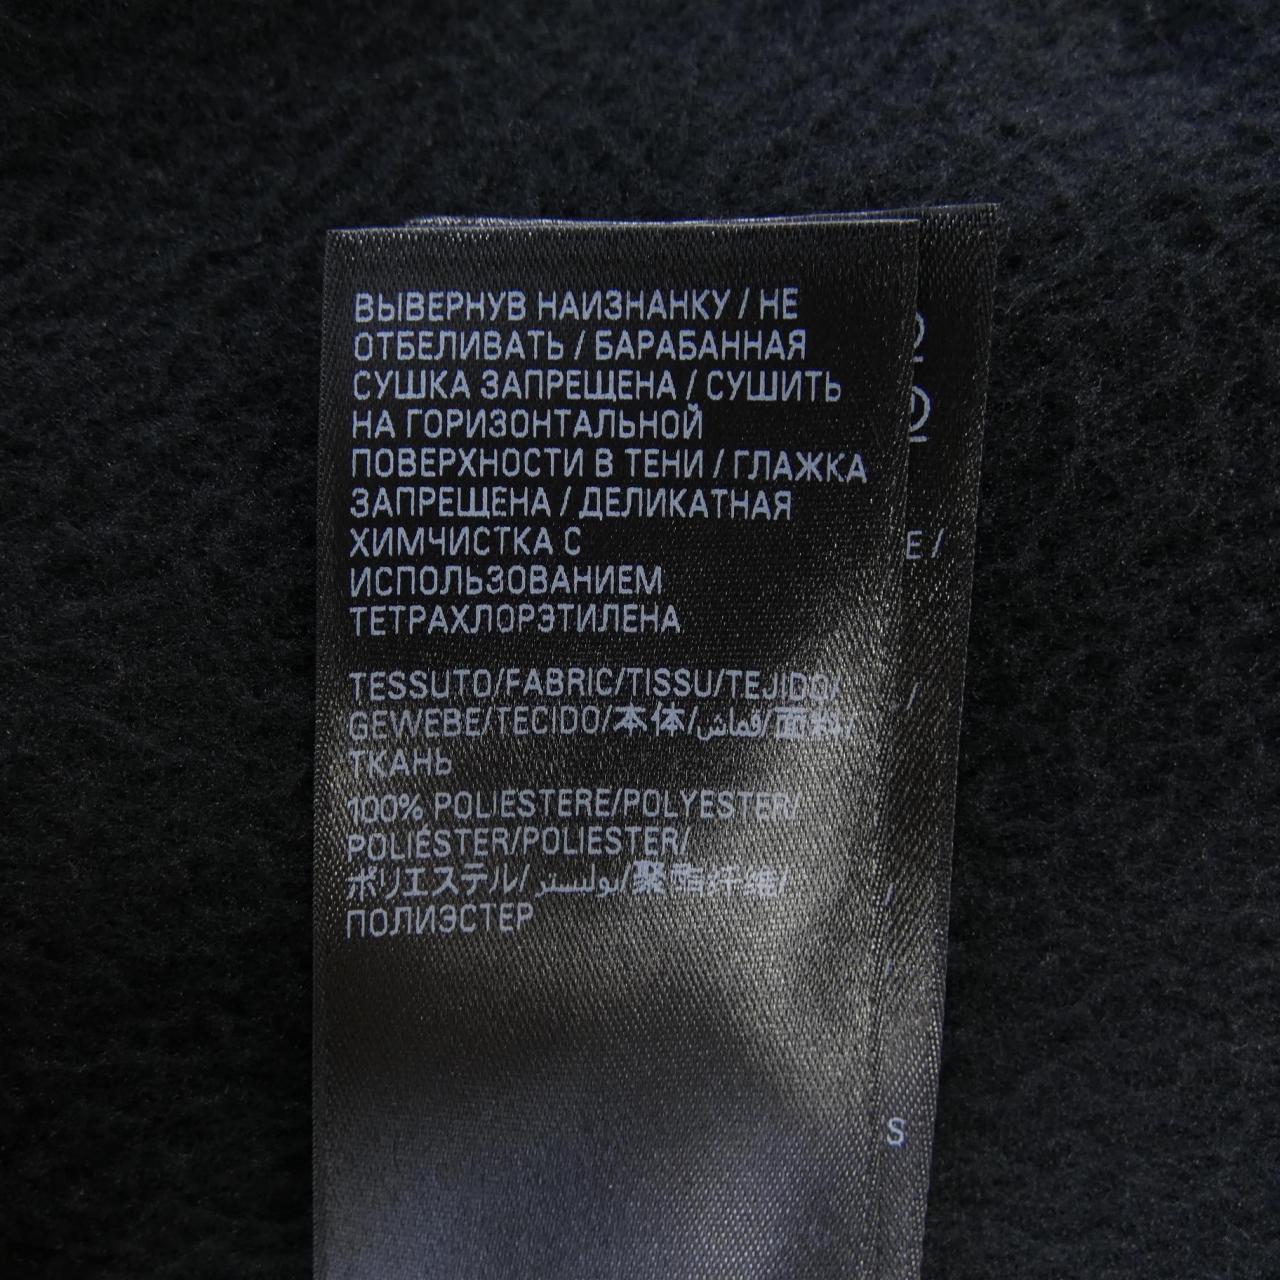 ВЫВЕРНУВ НАИЗНАНКУ / НЕ
ОТБЕЛИВАТЬ / БАРАБАННАЯ
СУШКА ЗАПРЕЩЕНА / СУШИТЬ
НА ГОРИЗОНТАЛЬНОЙ
ПОВЕРХНОСТИ В ТЕНИ / ГЛАЖКА
ЗАПРЕЩЕНА / ДЕЛИКАТНАЯ
ХИМЧИСТКА С
ИСПОЛЬЗОВАНИЕМ
ТЕТРАХЛОРЭТИЛЕНА
TESSUTO/FABRIC/TISSU/TEJIDO/
GEWEBE/TECIDO/本体/قماش/面料/
ТКАНЬ
100% POLIESTERE/POLYESTER/
POLIÉSTER/POLIESTER/
ポリエステル/بوليستر/聚酯纤维/
ПОЛИЭСТЕР
E /
/
/
/
S